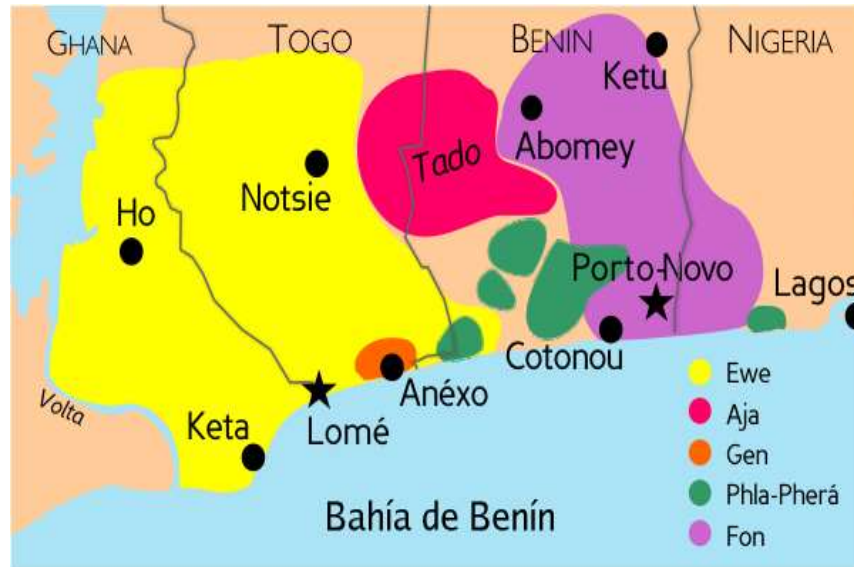 GHANA
TOGO
BENIN
NIGERIA
Ketu
Abomey
Tado
Notsie
Ho
Porto-Novo
Lagos
Cotonou
Anéxo
Volta
Keta
Lomé
Bahía de Benín
Ewe
Aja
Gen
Phla-Pherá
Fon